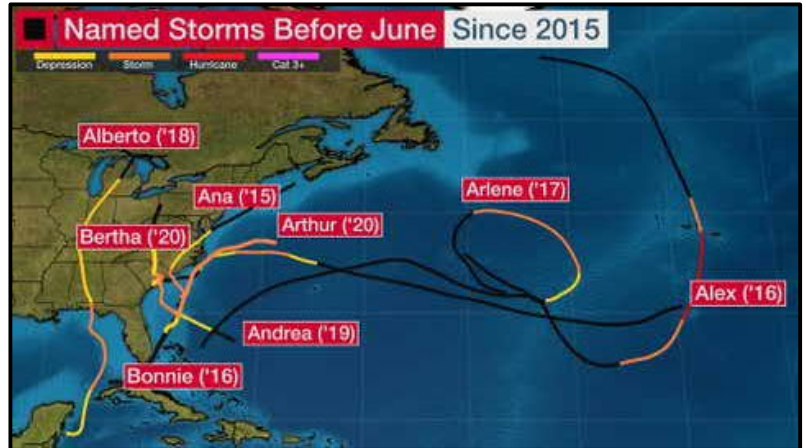 Named Storms Before June Since 2015
Depression Storm Hurricane Cat 3+
Alberto ('18)
Ana ('15)
Arlene ('17)
Bertha ('20)
Arthur ('20)
Alex ('16)
Andrea ('19)
Bonnie ('16)